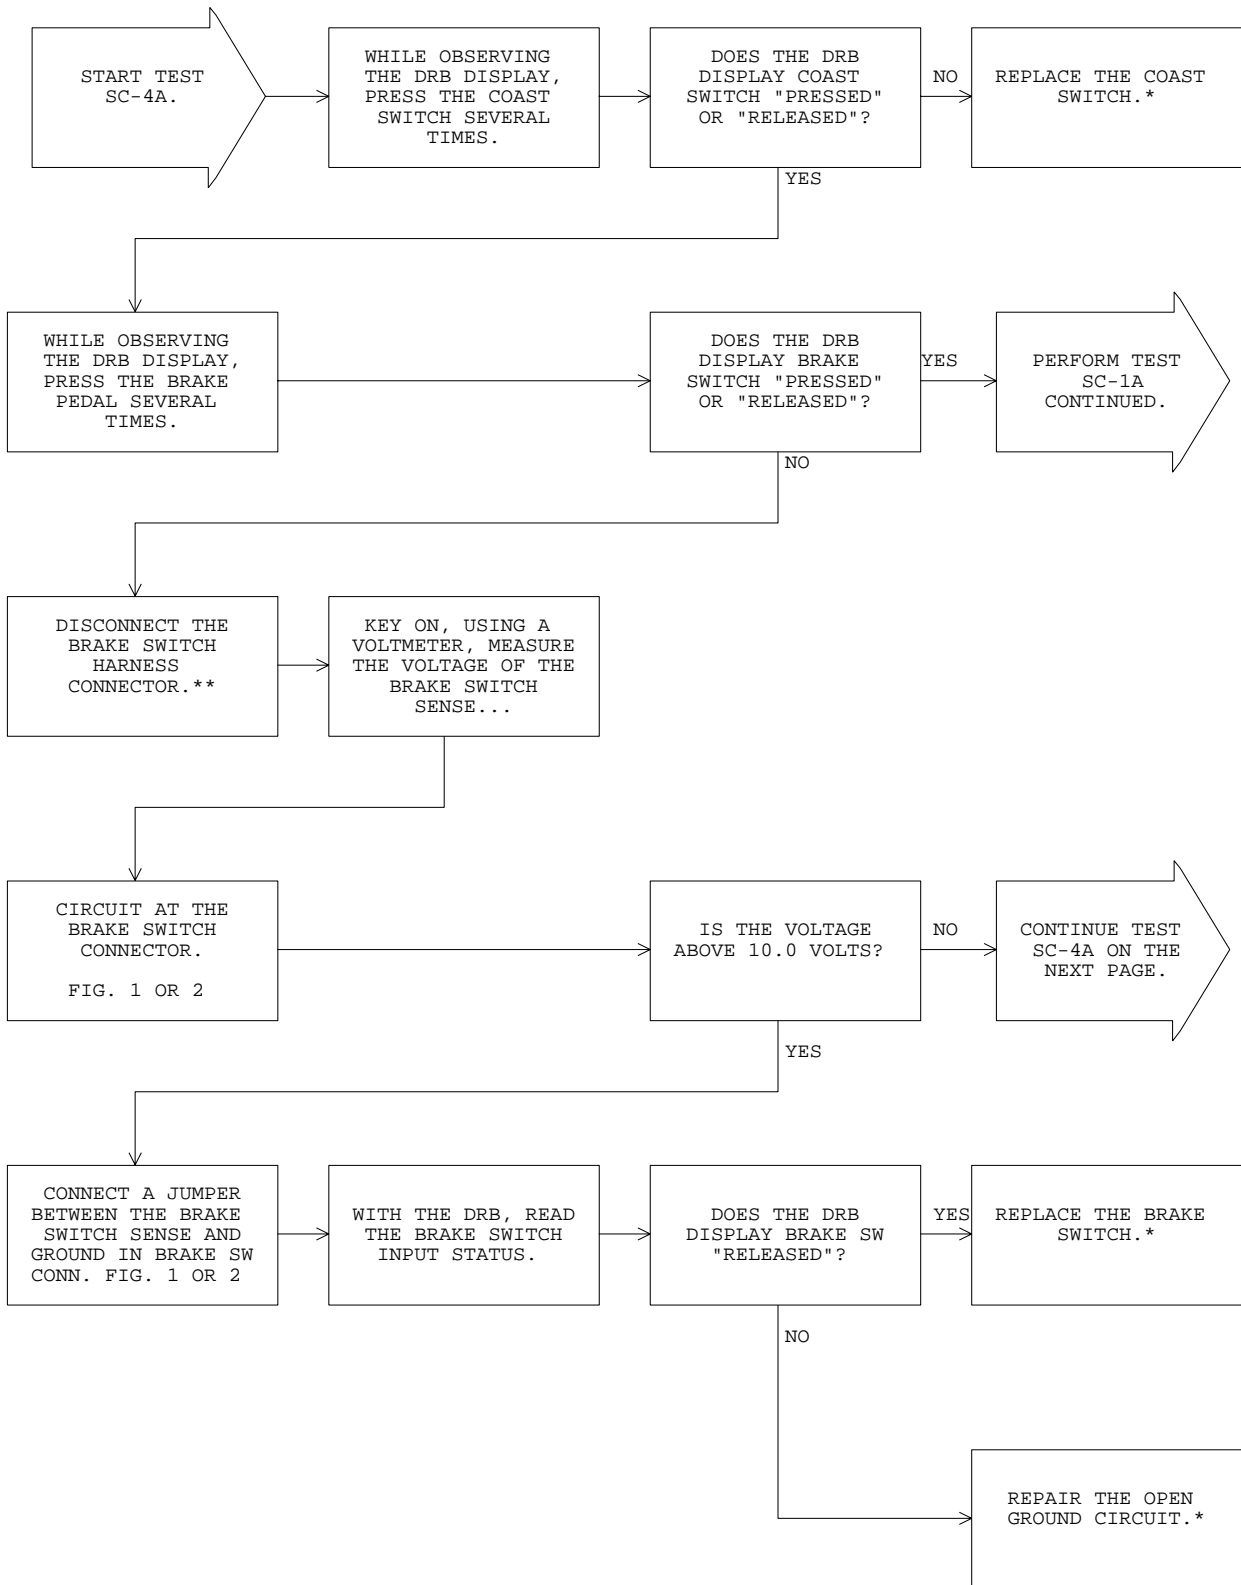 START TEST
SC-4A.
WHILE OBSERVING
THE DRB DISPLAY,
PRESS THE COAST
SWITCH SEVERAL
TIMES.
DOES THE DRB
DISPLAY COAST
SWITCH "PRESSED"
OR "RELEASED"?
NO
REPLACE THE COAST
SWITCH.*
YES
WHILE OBSERVING
THE DRB DISPLAY,
PRESS THE BRAKE
PEDAL SEVERAL
TIMES.
DOES THE DRB
DISPLAY BRAKE
SWITCH "PRESSED"
OR "RELEASED"?
YES
PERFORM TEST
SC-1A
CONTINUED.
NO
DISCONNECT THE
BRAKE SWITCH
HARNESS
CONNECTOR.**
KEY ON, USING A
VOLTMETER, MEASURE
THE VOLTAGE OF THE
BRAKE SWITCH
SENSE...
CIRCUIT AT THE
BRAKE SWITCH
CONNECTOR.
FIG. 1 OR 2
IS THE VOLTAGE
ABOVE 10.0 VOLTS?
NO
CONTINUE TEST
SC-4A ON THE
NEXT PAGE.
YES
CONNECT A JUMPER
BETWEEN THE BRAKE
SWITCH SENSE AND
GROUND IN BRAKE SW
CONN. FIG. 1 OR 2
WITH THE DRB, READ
THE BRAKE SWITCH
INPUT STATUS.
DOES THE DRB
DISPLAY BRAKE SW
"RELEASED"?
YES
REPLACE THE BRAKE
SWITCH.*
NO
REPAIR THE OPEN
GROUND CIRCUIT.*